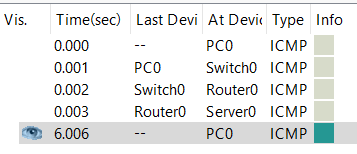 Vis. Time(sec) Last Devi At Devic Type Info
0.000 -- PC0 ICMP
0.001 PC0 Switch0 ICMP
0.002 Switch0 Router0 ICMP
0.003 Router0 Server0 ICMP
6.006 -- PC0 ICMP